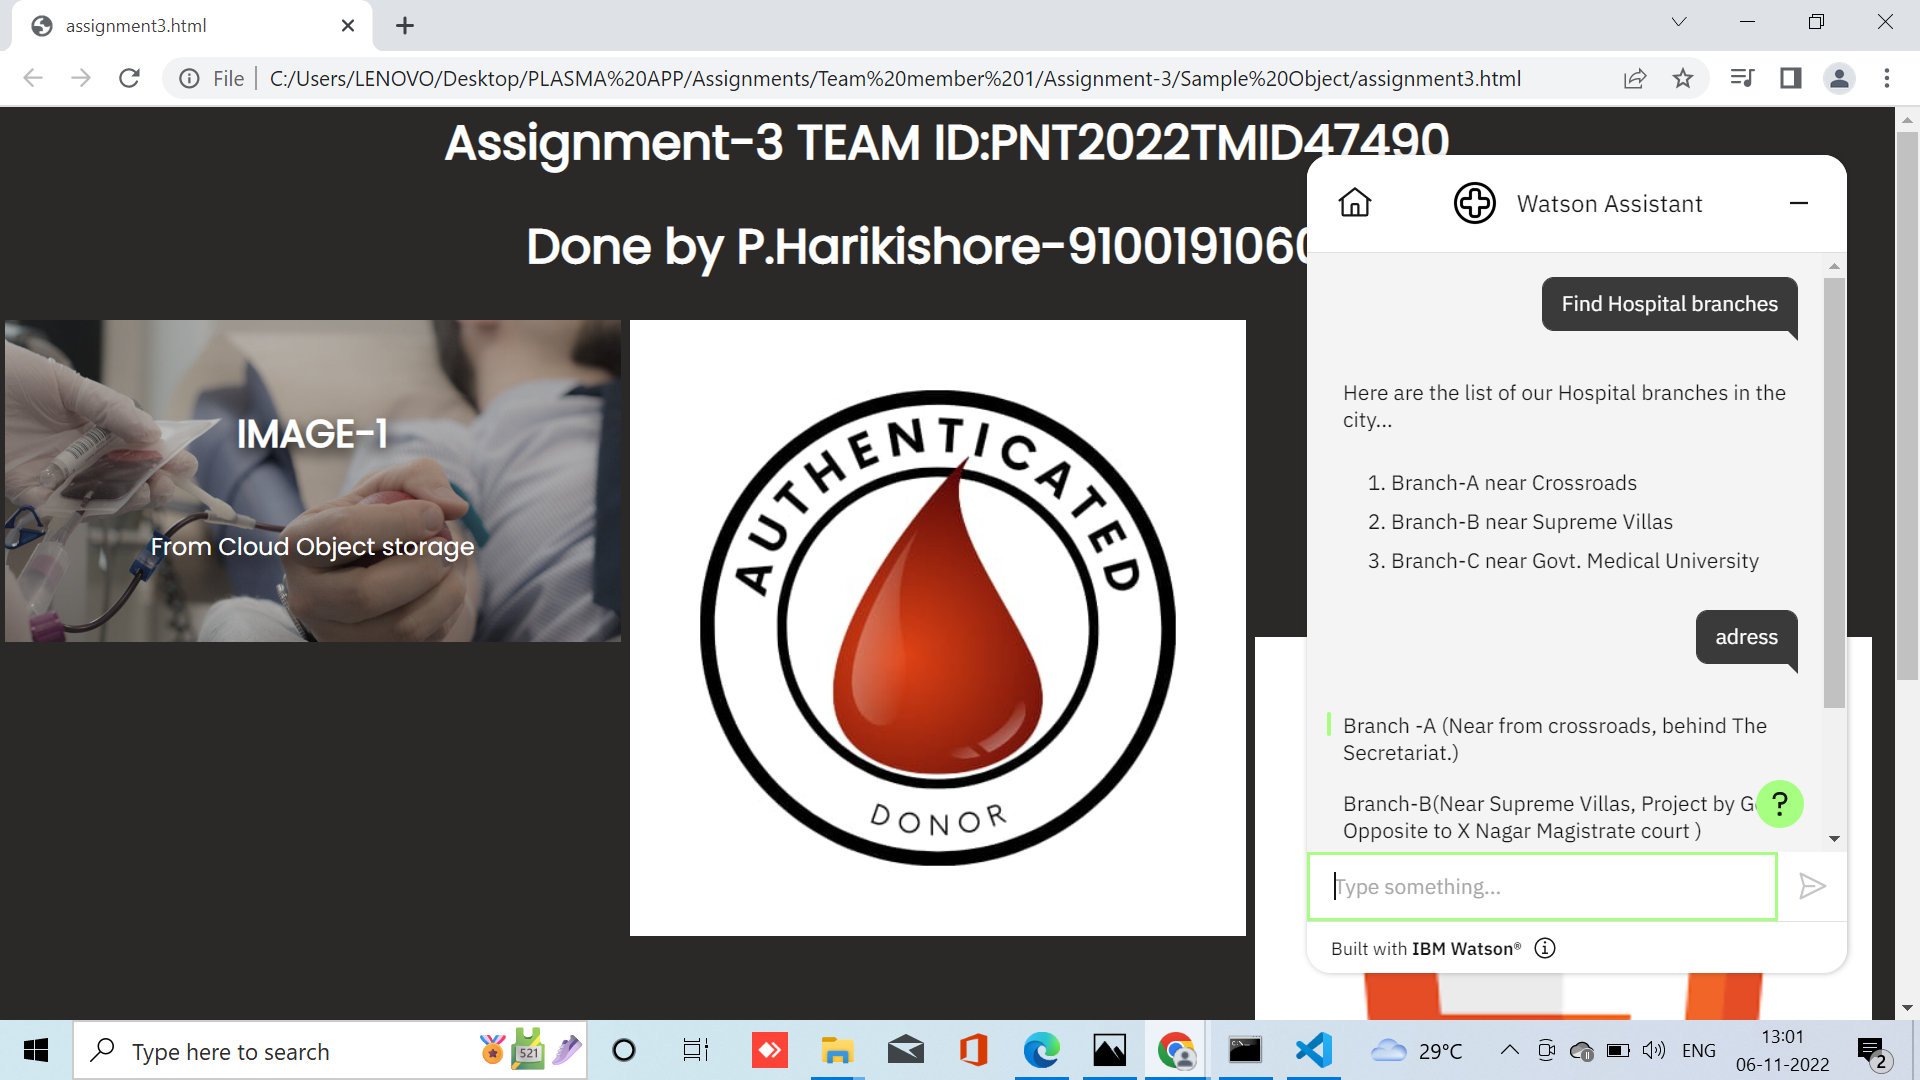 assignment3.html
File
C:/Users/LENOVO/Desktop/PLASMA%20APP/Assignments/Team%20member%201/Assignment-3/Sample%20Object/assignment3.html
Assignment-3 TEAM ID:PNT2022TMID47490
Done by P.Harikishore-910019106
IMAGE-1
From Cloud Object storage
AUTHENTICATED
DONOR
Watson Assistant
Find Hospital branches
Here are the list of our Hospital branches in the
city...
1. Branch-A near Crossroads
2. Branch-B near Supreme Villas
3. Branch-C near Govt. Medical University
adress
Branch -A (Near from crossroads, behind The
Secretariat.)
Branch-B(Near Supreme Villas, Project by
Opposite to X Nagar Magistrate court )
?
Type something...
Built with IBM Watson®
Type here to search
521
29°C
ENG
13:01
06-11-2022
2